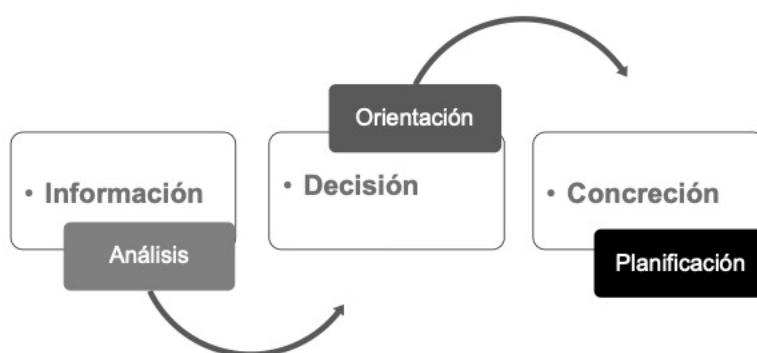 • Información
Análisis
Orientación
• Decisión
• Concreción
Planificación